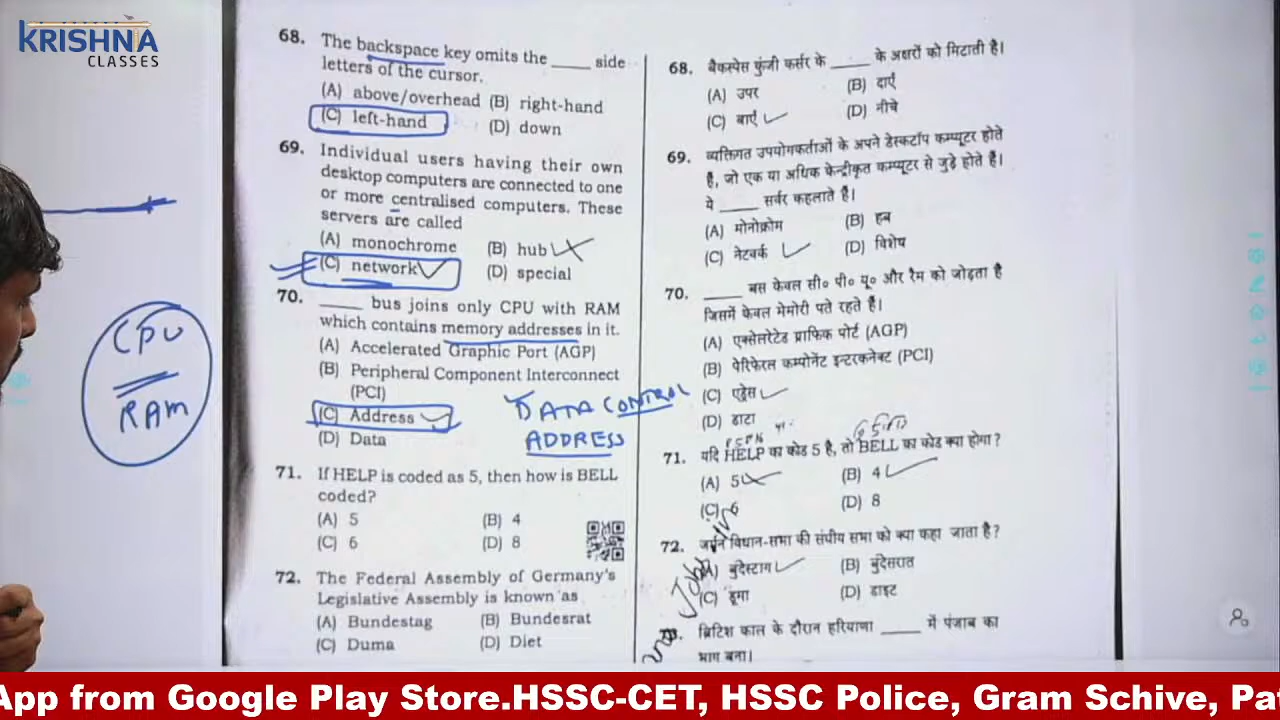 KRISHNA
CLASSES
68. The backspace key omits the ____ side
letters of the cursor.
(A) above/overhead (B) right-hand
(C) left-hand (D) down
69. Individual users having their own
desktop computers are connected to one
or more centralised computers. These
servers are called
(A) monochrome (B) hub
(C) network (D) special
70. ____ bus joins only CPU with RAM
which contains memory addresses in it.
(A) Accelerated Graphic Port (AGP)
(B) Peripheral Component Interconnect
(PCI)
(C) Address
(D) Data
71. If HELP is coded as 5, then how is BELL
coded?
(A) 5 (B) 4
(C) 6 (D) 8
72. The Federal Assembly of Germany's
Legislative Assembly is known as
(A) Bundestag (B) Bundesrat
(C) Duma (D) Diet
CPU
RAM
DATA CONTROL
ADDRESS
68. बैकस्पेस कुंजी कर्सर के ____ के अक्षरों को मिटाती है।
(A) उपर (B) दाएँ
(C) बाएँ (D) नीचे
69. व्यक्तिगत उपयोगकर्ताओं के अपने डेस्कटॉप कम्प्यूटर होते
हैं, जो एक या अधिक केन्द्रीकृत कम्प्यूटर से जुड़े होते हैं।
ये ____ सर्वर कहलाते हैं।
(A) मोनोक्रोम (B) हब
(C) नेटवर्क (D) विशेष
70. ____ बस केवल सी० पी० यू० और रैम को जोड़ता है
जिसमें केवल मेमोरी पते रहते हैं।
(A) एक्सेलरेटेड ग्राफिक पोर्ट (AGP)
(B) पेरिफेरल कम्पोनेंट इन्टरकनेक्ट (PCI)
(C) एड्रेस
(D) डाटा
71. यदि HELP का कोड 5 है, तो BELL का कोड क्या होगा?
(A) 5 (B) 4
(C) 6 (D) 8
72. जर्मन विधान-सभा की संघीय सभा को क्या कहा जाता है?
(A) बुंदेस्टाग (B) बुंदेसरात
(C) डूमा (D) डाइट
ब्रिटिश काल के दौरान हरियाणा ____ में पंजाब का
भाग बना।
App from Google Play Store.HSSC-CET, HSSC Police, Gram Schive, Pa